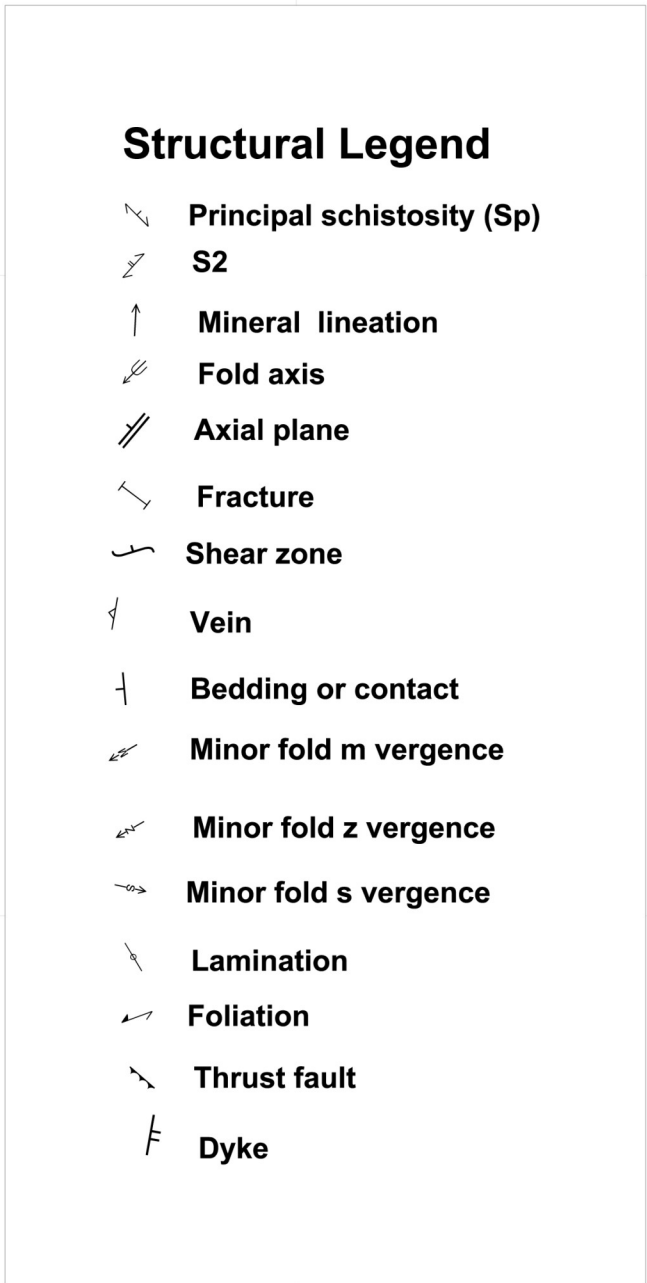 Structural Legend
Principal schistosity (Sp)
S2
Mineral lineation
Fold axis
Axial plane
Fracture
Shear zone
Vein
Bedding or contact
Minor fold m vergence
Minor fold z vergence
Minor fold s vergence
Lamination
Foliation
Thrust fault
Dyke